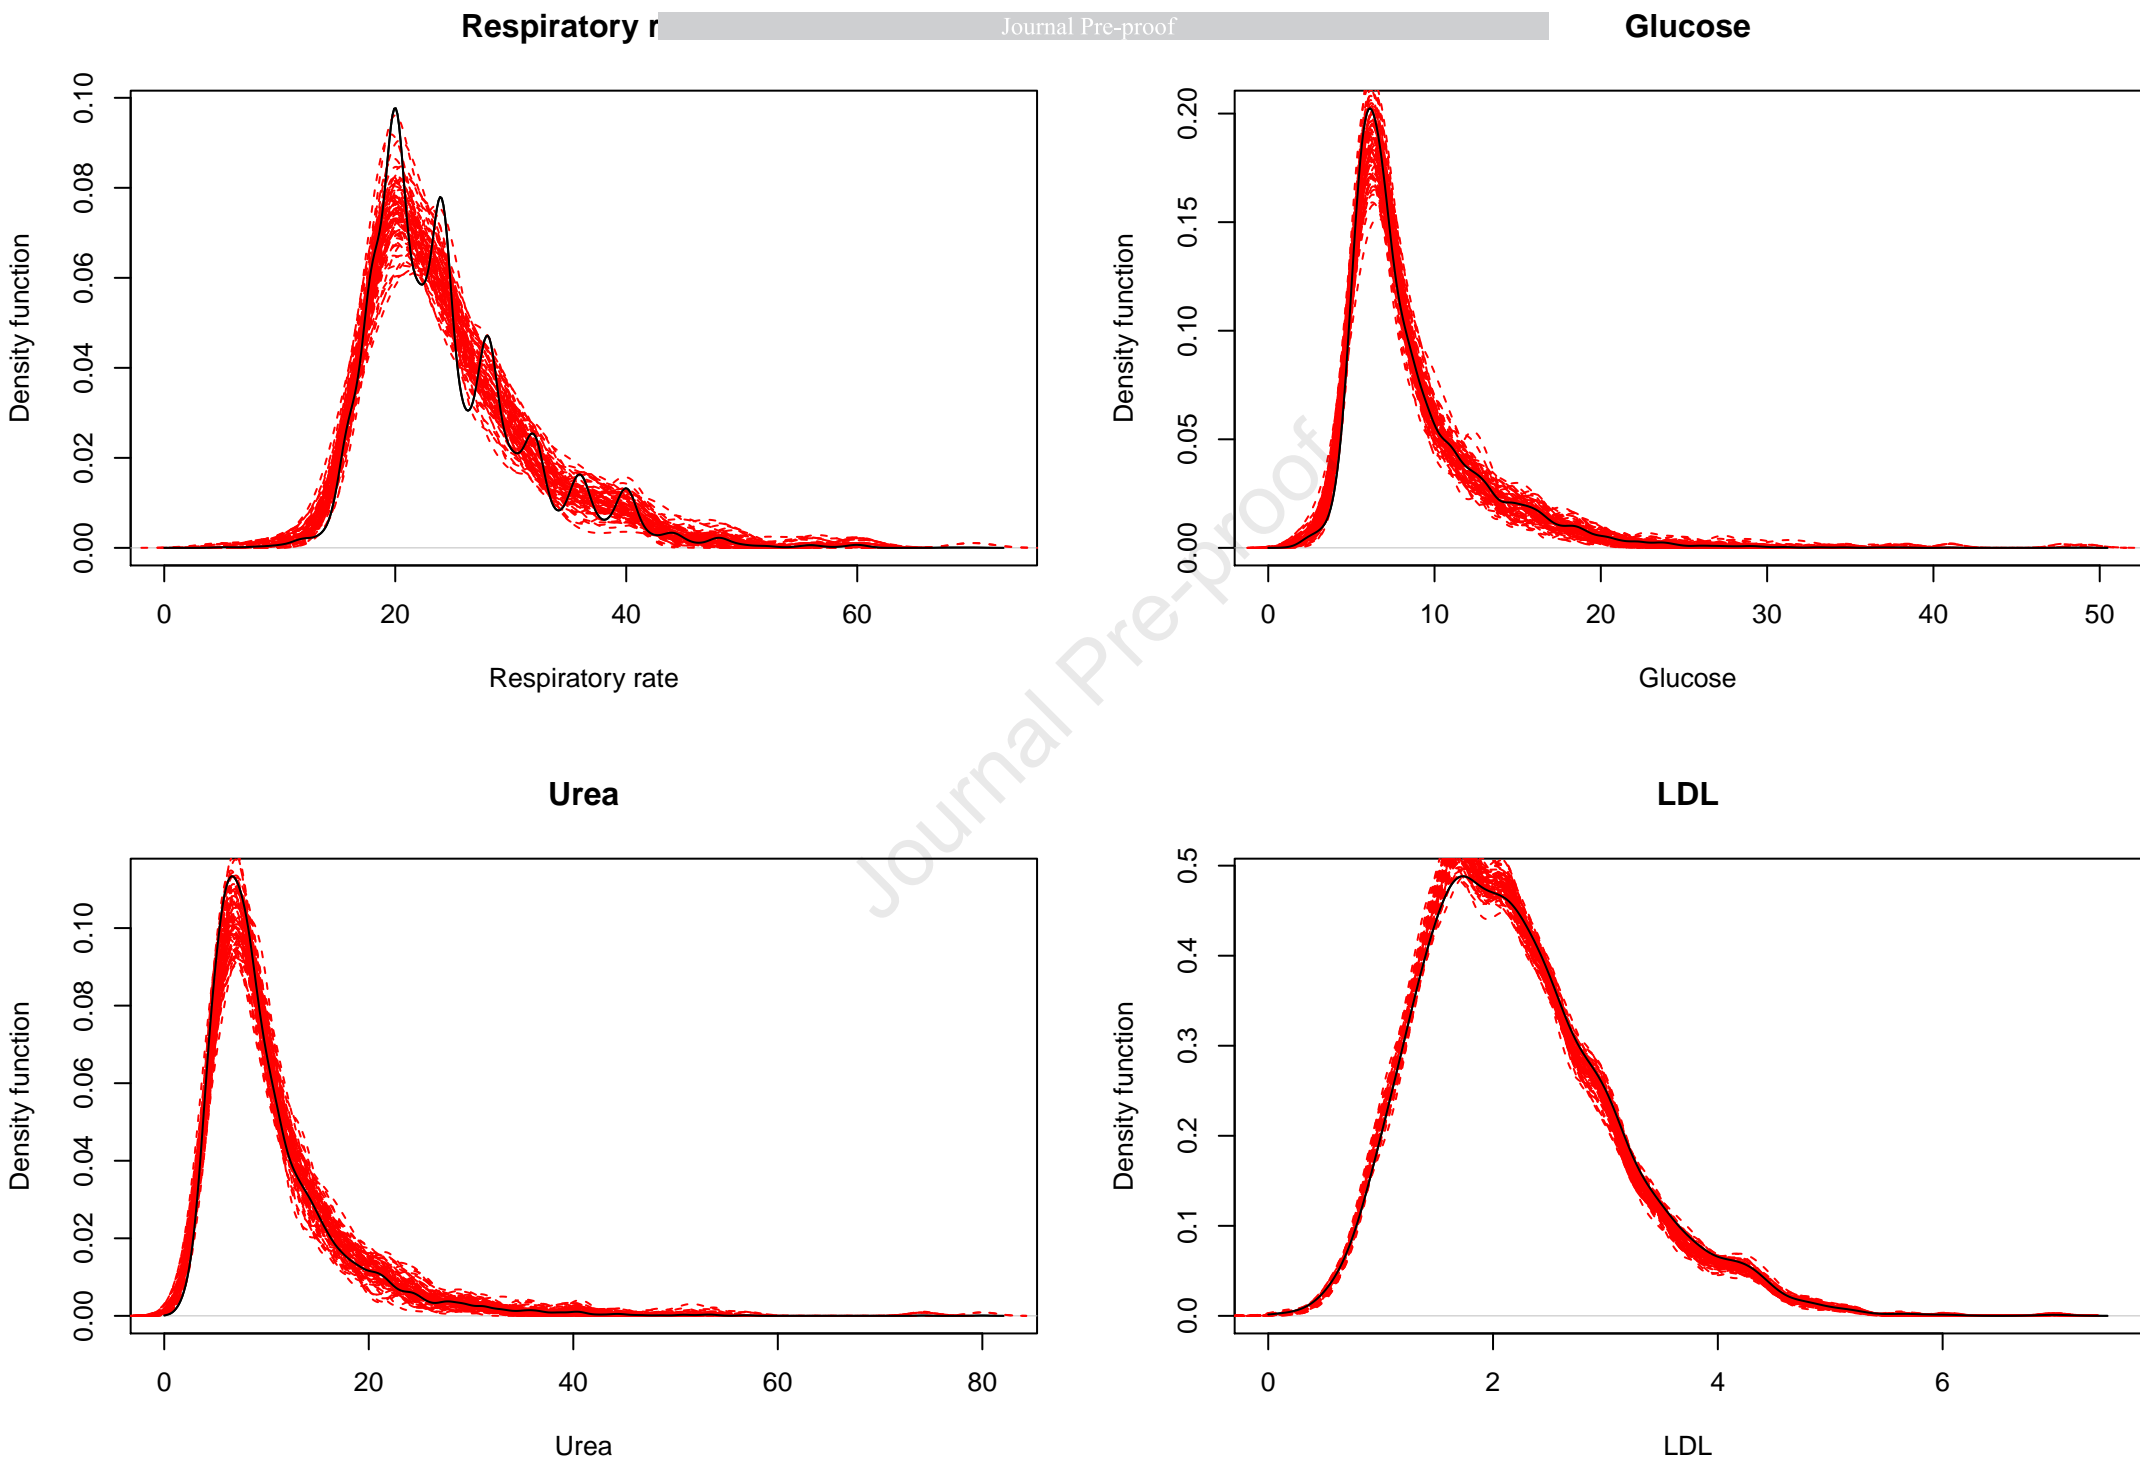 Respiratory r
Journal Pre-proof
Glucose
Density function
0.00 0.02 0.04 0.06 0.08 0.10
0 20 40 60
Respiratory rate
Density function
0.00 0.05 0.10 0.15 0.20
0 10 20 30 40 50
Glucose
Journal Pre-proof
Urea
LDL
Density function
0.00 0.02 0.04 0.06 0.08 0.10
0 20 40 60 80
Urea
Density function
0.0 0.1 0.2 0.3 0.4 0.5
0 2 4 6
LDL